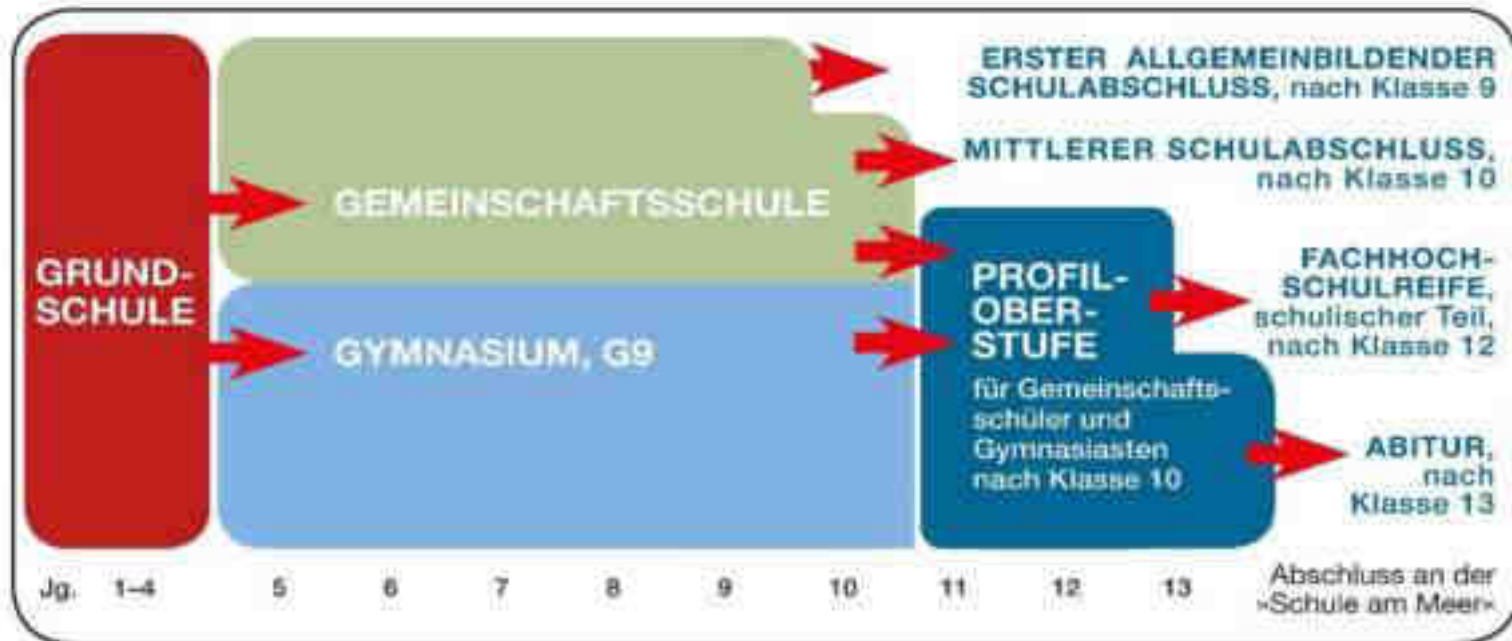 GRUND-
SCHULE
GEMEINSCHAFTSSCHULE
GYMNASIUM, G9
ERSTER ALLGEMEINBILDENDER
SCHULABSCHLUSS, nach Klasse 9
MITTLERER SCHULABSCHLUSS,
nach Klasse 10
PROFIL-
OBER-
STUFE
für Gemeinschafts-
schüler und
Gymnasiasten
nach Klasse 10
FACHHOCH-
SCHULREIFE,
schulischer Teil,
nach Klasse 12
ABITUR,
nach
Klasse 13
Jg. 1–4 5 6 7 8 9 10 11 12 13
Abschluss an der
»Schule am Meer«